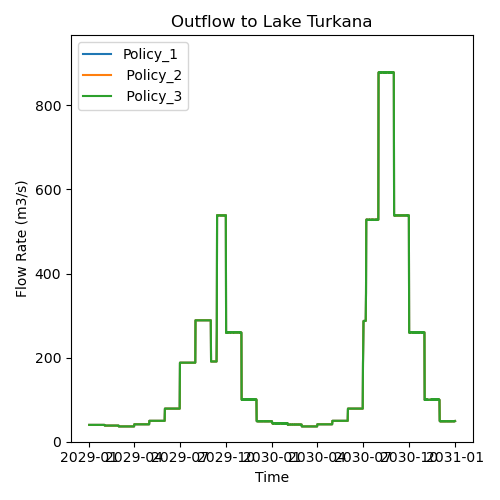 Outflow to Lake Turkana
Policy_1
Policy_2
Policy_3
Flow Rate (m3/s)
800
600
400
200
0
2029-01 2029-04 2029-07 2029-10 2030-01 2030-04 2030-07 2030-10 2031-01
Time